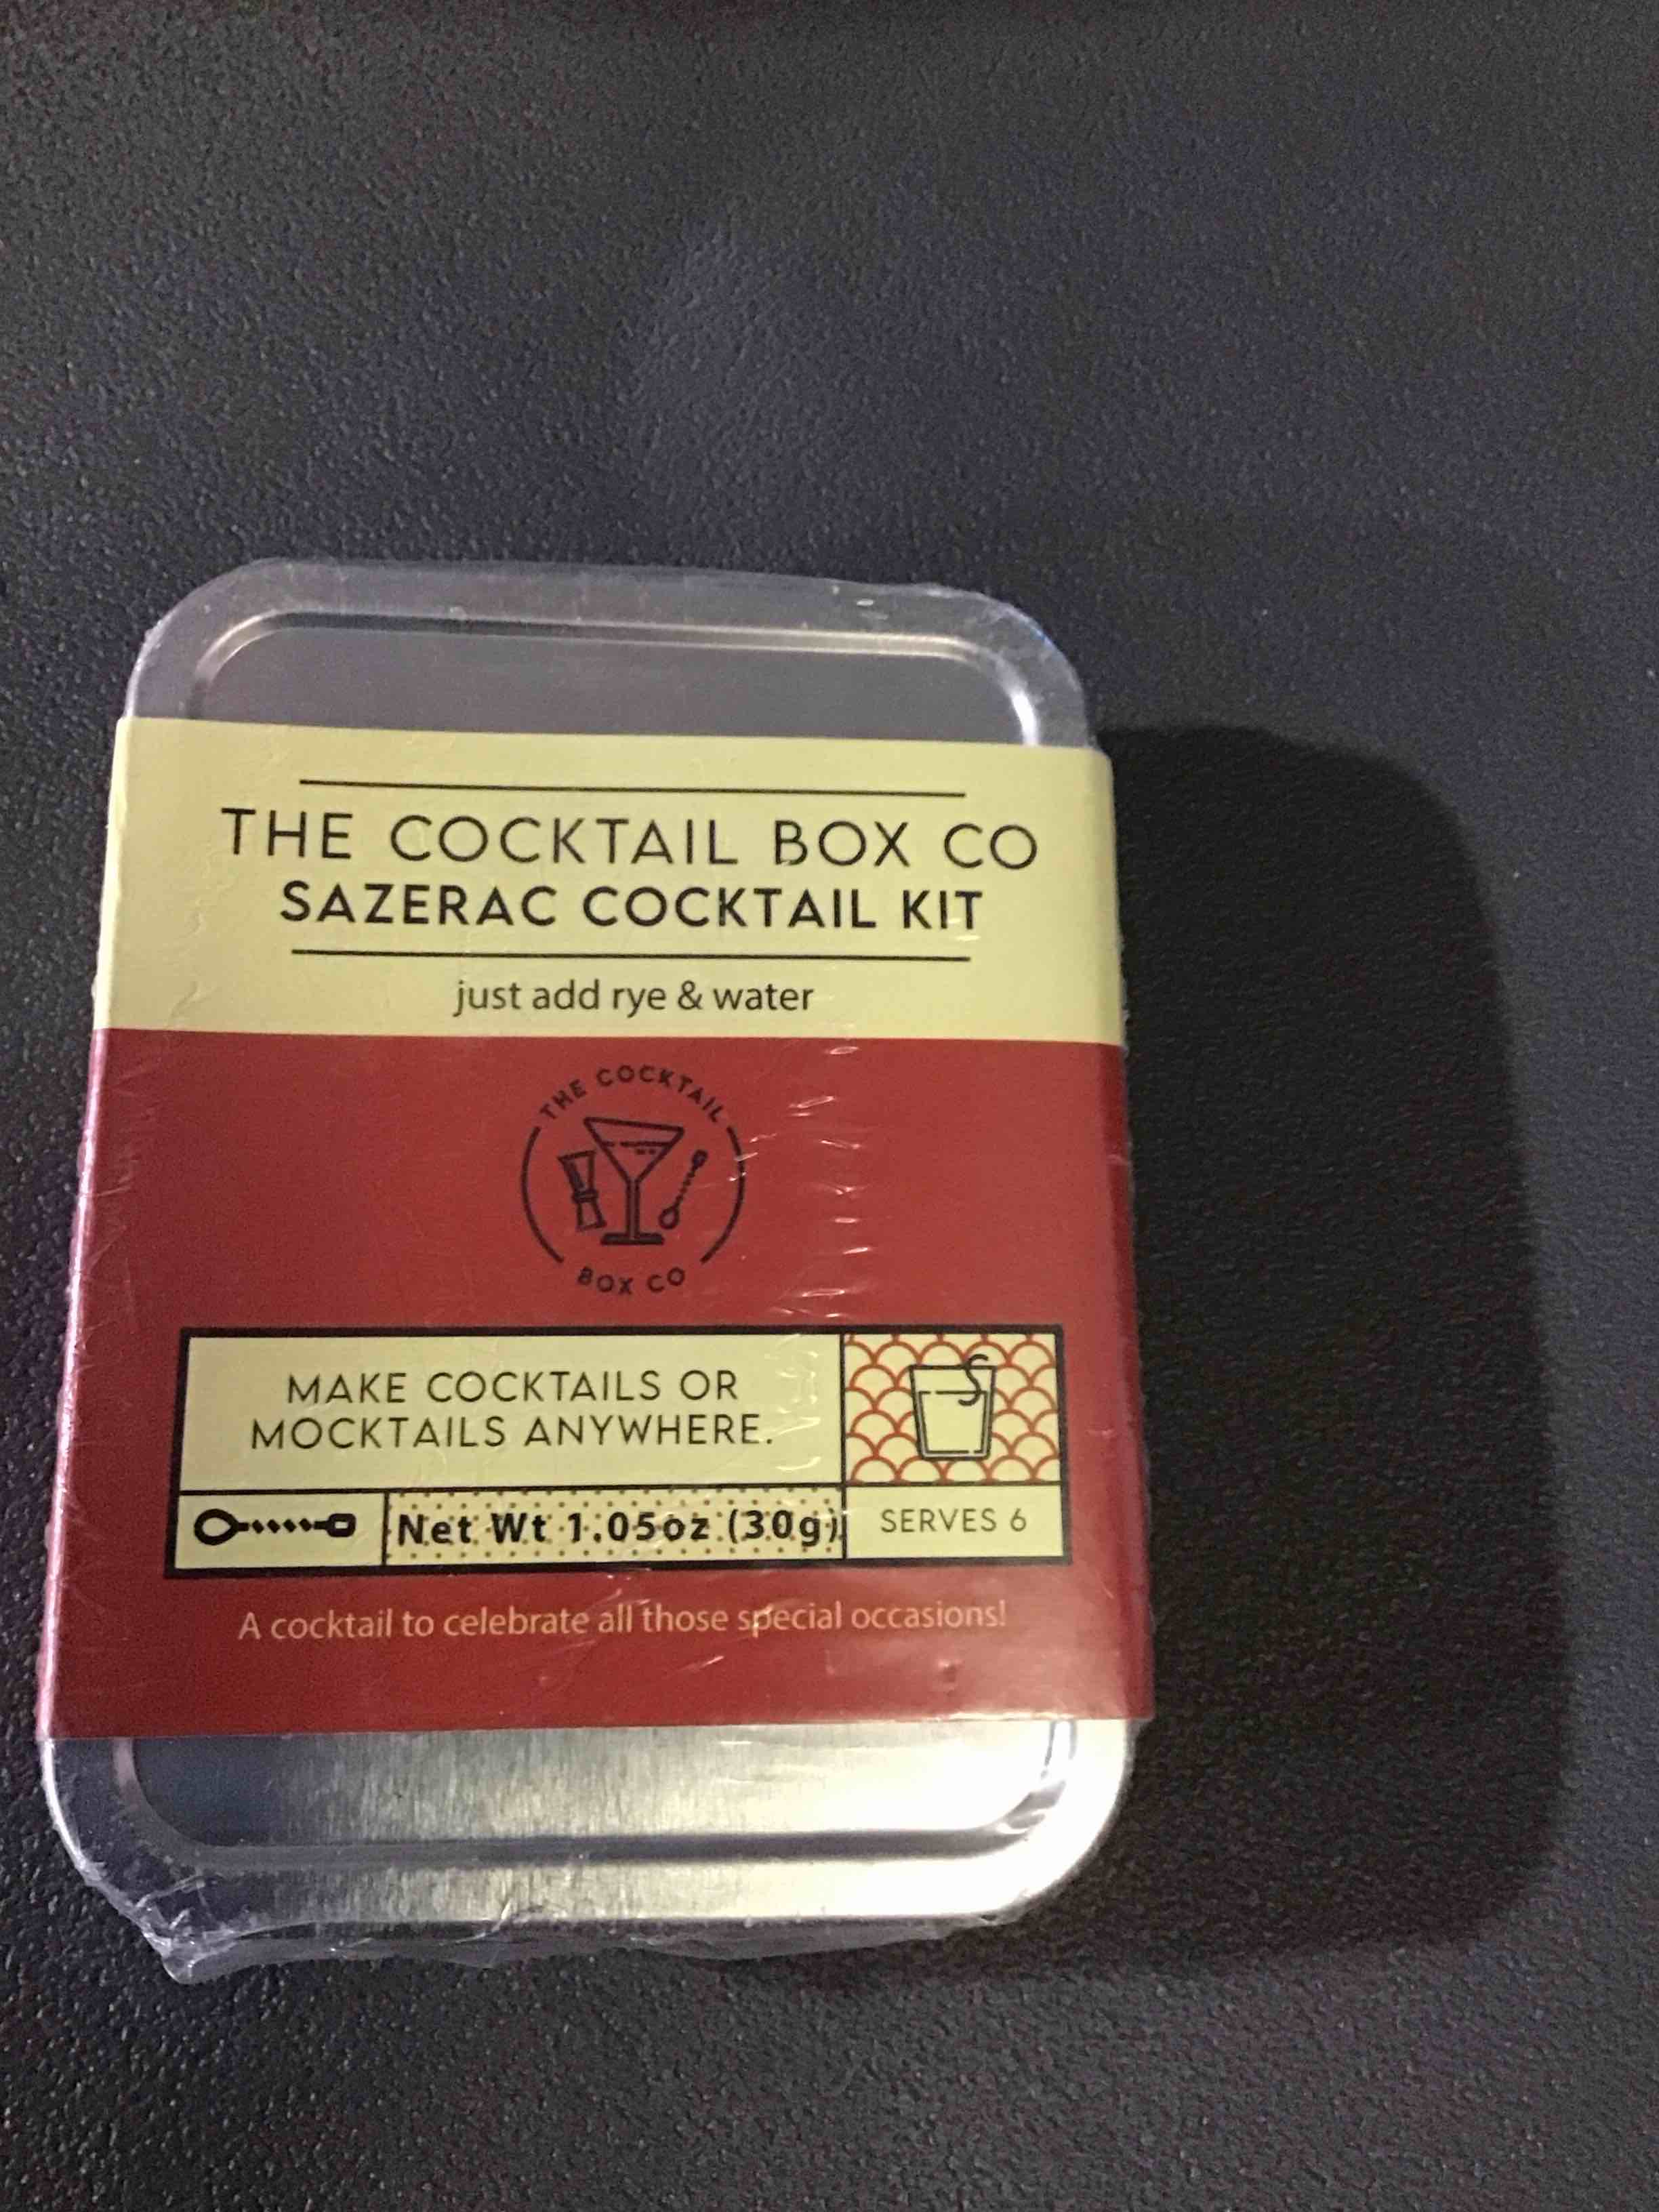 THE COCKTAIL BOX CO
SAZERAC COCKTAIL KIT
just add rye & water
THE COCKTAIL
BOX CO
MAKE COCKTAILS OR
MOCKTAILS ANYWHERE.
Net Wt 1.05oz (30g)
SERVES 6
A cocktail to celebrate all those special occasions!